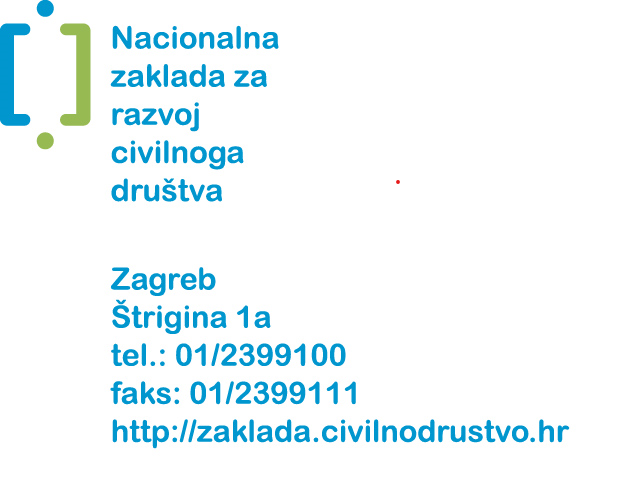 Nacionalna
zaklada za
razvoj
civilnoga
društva
Zagreb
Štrigina 1a
tel.: 01/2399100
faks: 01/2399111
http://zaklada.civilnodrustvo.hr